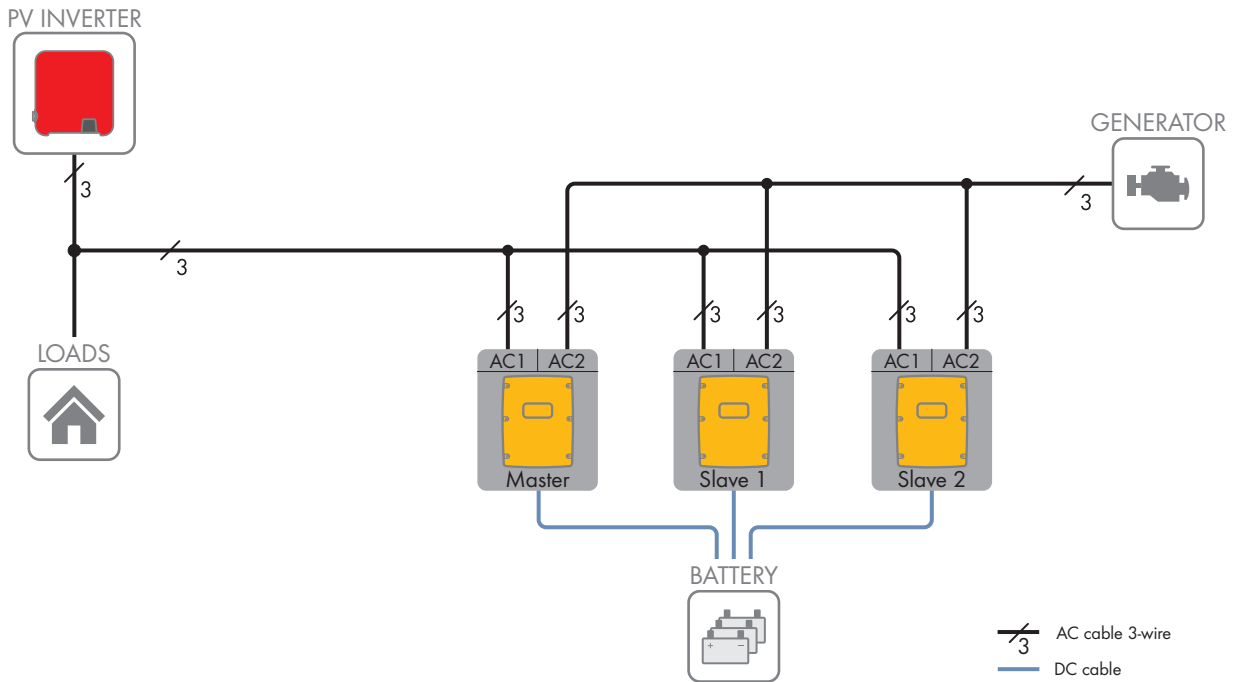 PV INVERTER
GENERATOR
3
3
3
3 3 3 3 3 3
LOADS
AC1 AC2 AC1 AC2 AC1 AC2
Master Slave 1 Slave 2
BATTERY
+ −
3 AC cable 3-wire
DC cable